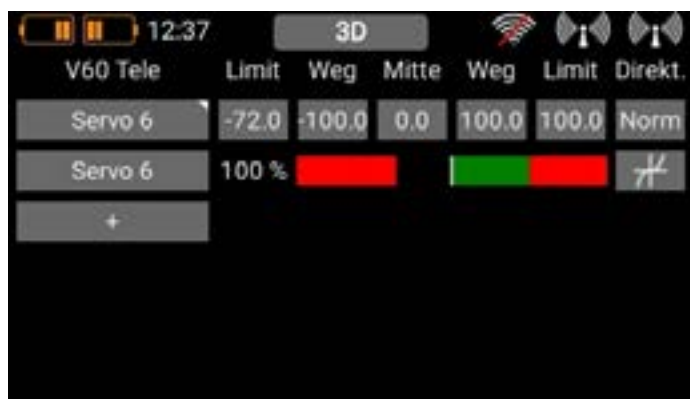 12:37 3D
V60 Tele Limit Weg Mitte Weg Limit Direkt.
Servo 6 -72.0 -100.0 0.0 100.0 100.0 Norm
Servo 6 100 %
+